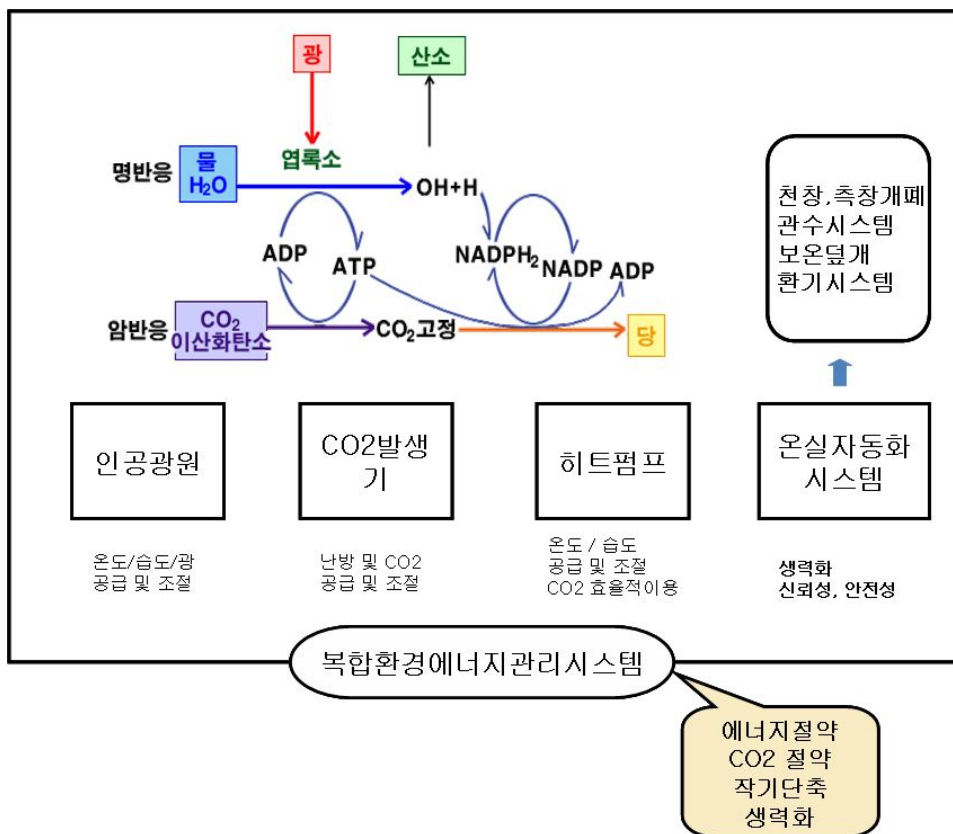 광
산소
엽록소
명반응
물
H₂O
OH+H
ADP
ATP
NADPH₂
NADP
ADP
암반응
CO₂
이산화탄소
CO₂고정
당
천창,측창개폐
관수시스템
보온덮개
환기시스템
인공광원
CO2발생
기
히트펌프
온실자동화
시스템
온도/습도/광
공급 및 조절
난방 및 CO2
공급 및 조절
온도 / 습도
공급 및 조절
CO2 효율적이용
생력화
신뢰성, 안전성
복합환경에너지관리시스템
에너지절약
CO2 절약
작기단축
생력화